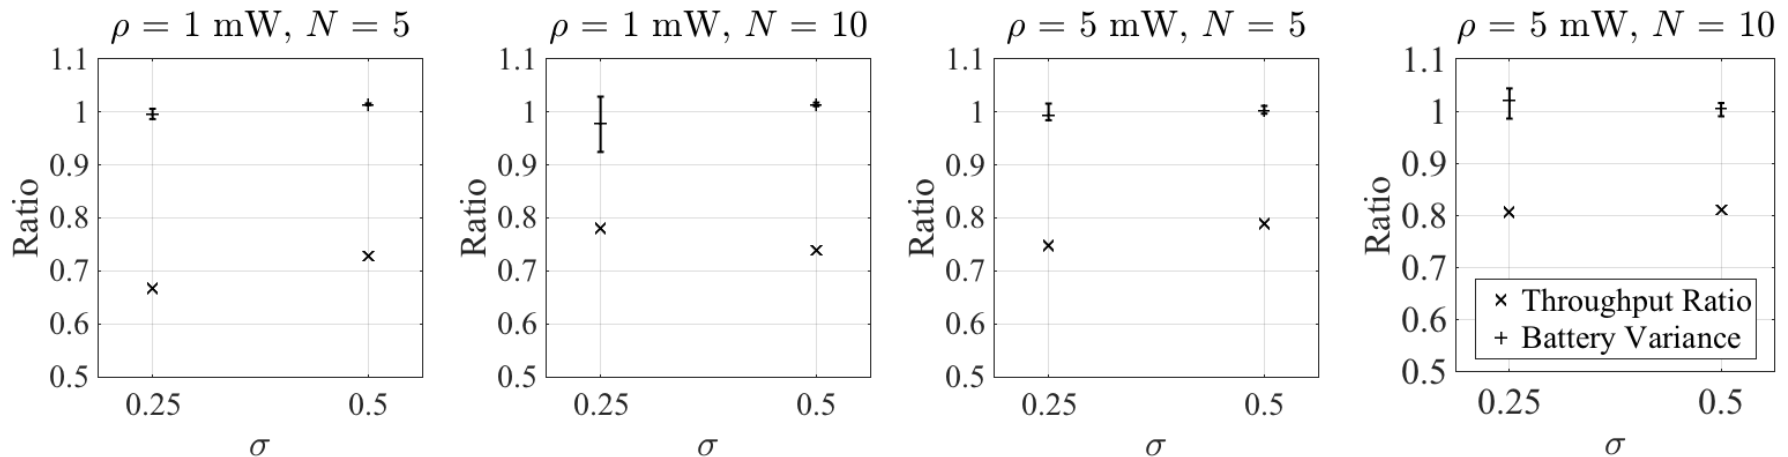 ρ = 1 mW, N = 5
1.1
1
0.9
0.8
0.7
0.6
0.5
Ratio
0.25 0.5
σ
ρ = 1 mW, N = 10
1.1
1
0.9
0.8
0.7
0.6
0.5
Ratio
0.25 0.5
σ
ρ = 5 mW, N = 5
1.1
1
0.9
0.8
0.7
0.6
0.5
Ratio
0.25 0.5
σ
ρ = 5 mW, N = 10
1.1
1
0.9
0.8
0.7
0.6
0.5
Ratio
× Throughput Ratio
+ Battery Variance
0.25 0.5
σ